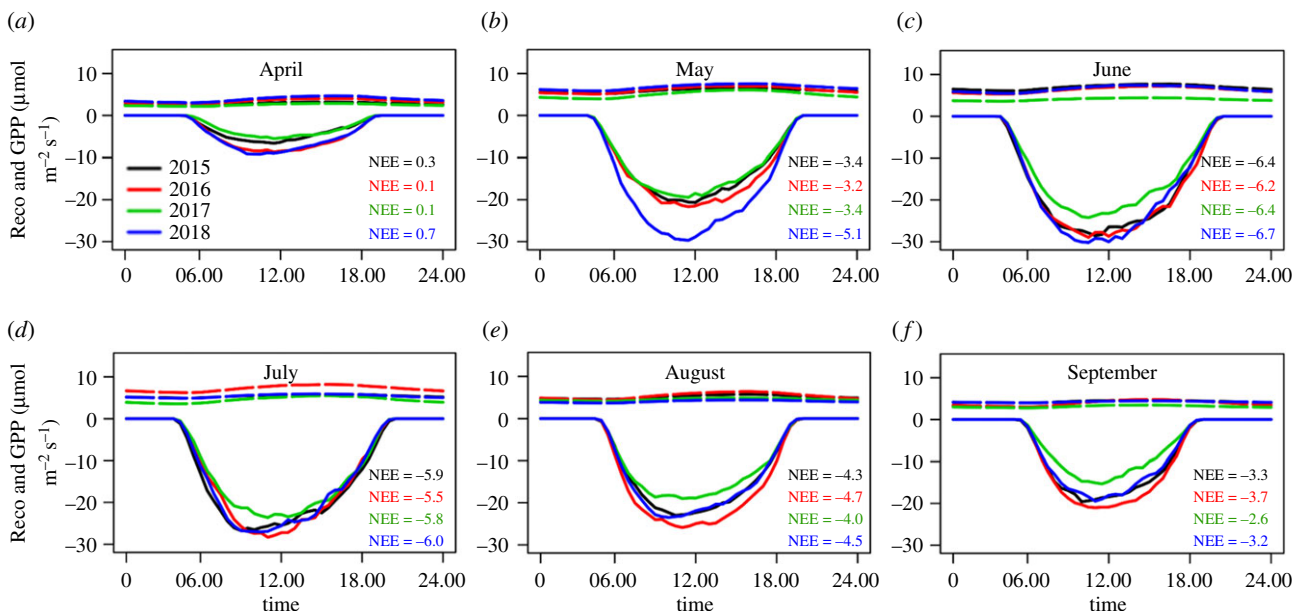 (a)
April
Reco and GPP (µmol
m⁻² s⁻¹)
10
0
−10
−20
−30
2015
2016
2017
2018
NEE = 0.3
NEE = 0.1
NEE = 0.1
NEE = 0.7
0
06.00
12.00
18.00
24.00
(b)
May
10
0
−10
−20
−30
NEE = −3.4
NEE = −3.2
NEE = −3.4
NEE = −5.1
0
06.00
12.00
18.00
24.00
(c)
June
10
0
−10
−20
−30
NEE = −6.4
NEE = −6.2
NEE = −6.4
NEE = −6.7
0
06.00
12.00
18.00
24.00
(d)
July
Reco and GPP (µmol
m⁻² s⁻¹)
10
0
−10
−20
−30
NEE = −5.9
NEE = −5.5
NEE = −5.8
NEE = −6.0
0
06.00
12.00
18.00
24.00
time
(e)
August
10
0
−10
−20
−30
NEE = −4.3
NEE = −4.7
NEE = −4.0
NEE = −4.5
0
06.00
12.00
18.00
24.00
time
(f)
September
10
0
−10
−20
−30
NEE = −3.3
NEE = −3.7
NEE = −2.6
NEE = −3.2
0
06.00
12.00
18.00
24.00
time